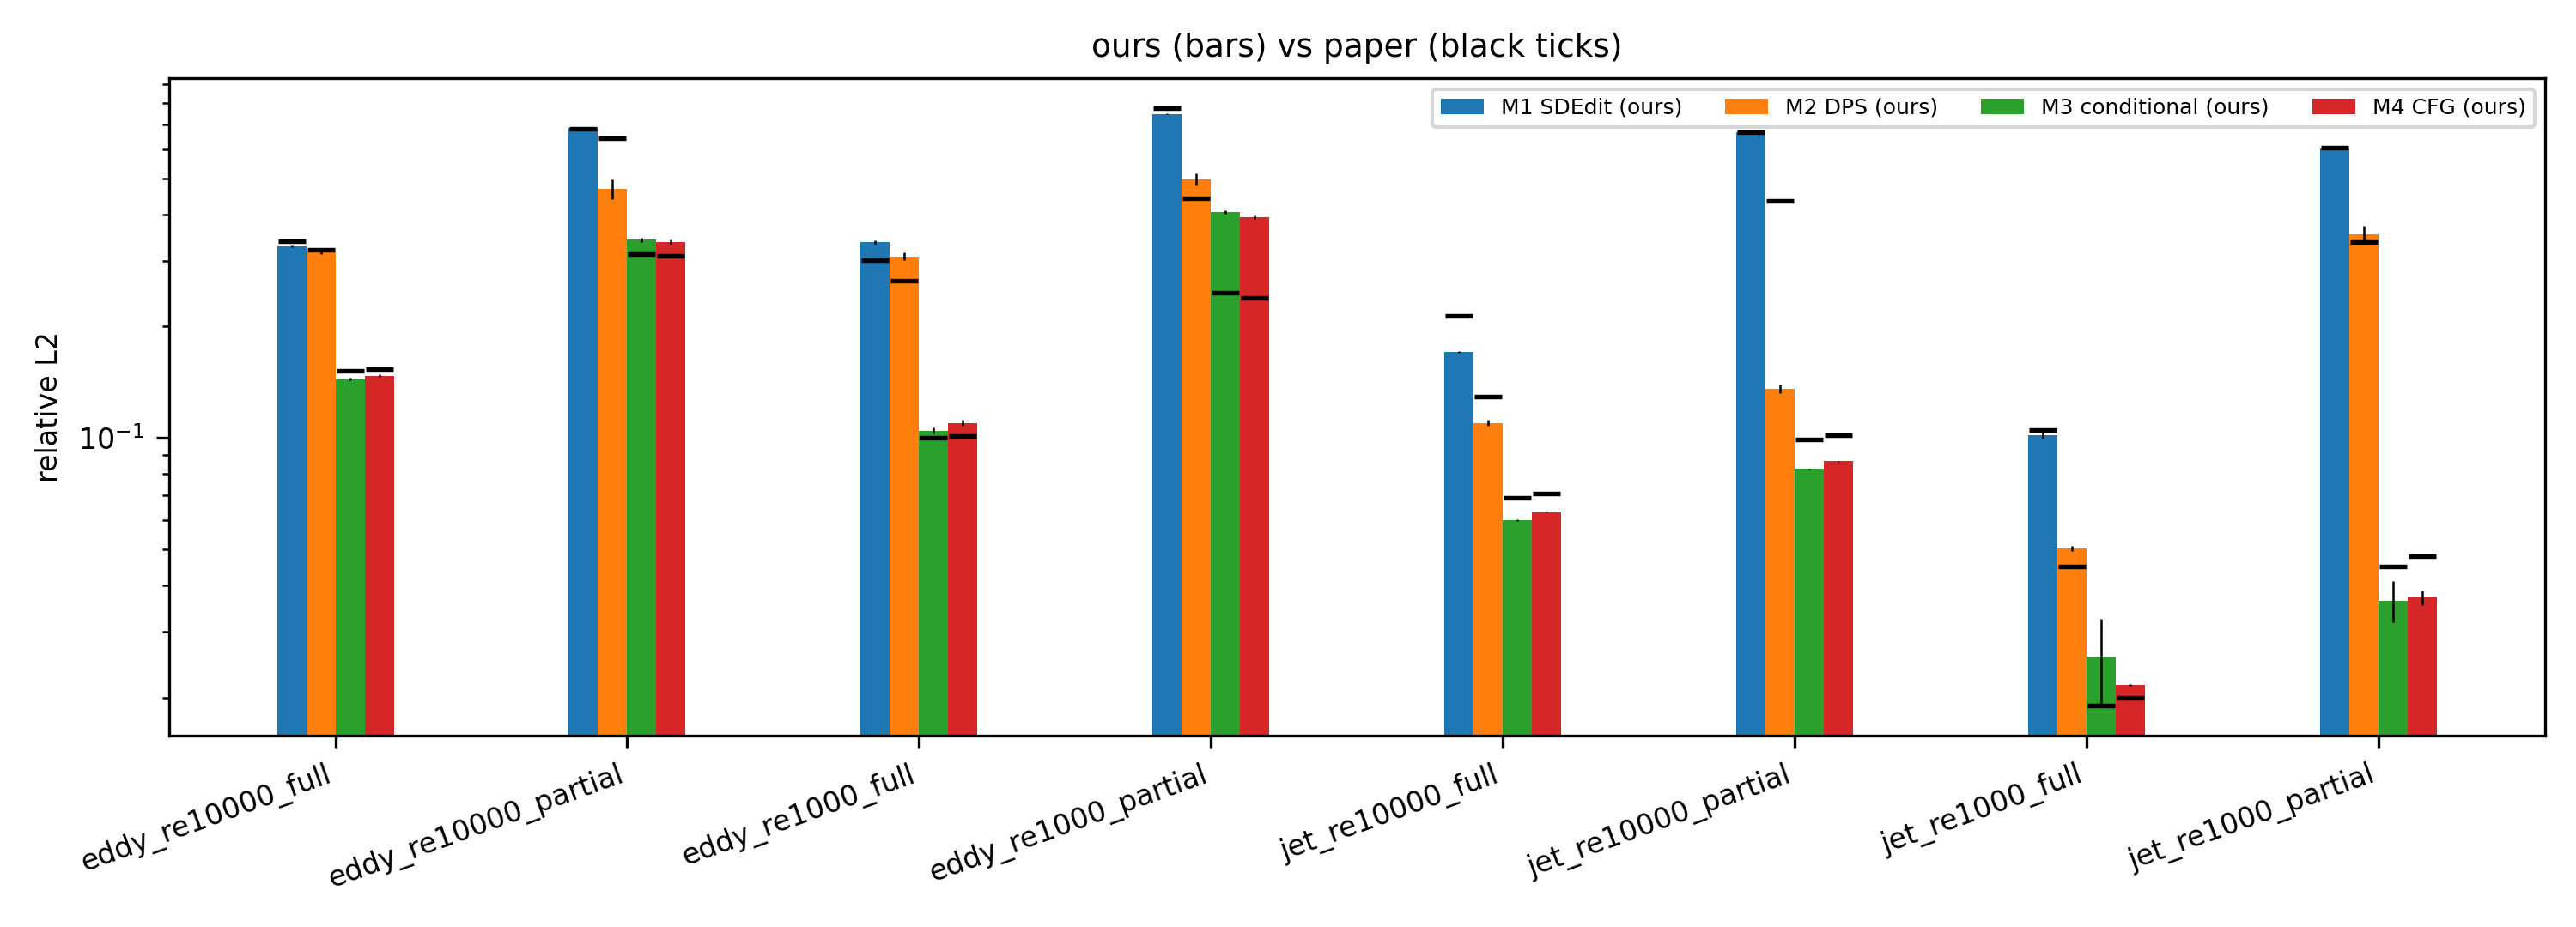 ours (bars) vs paper (black ticks)
M1 SDEdit (ours) M2 DPS (ours) M3 conditional (ours) M4 CFG (ours)
relative L2
10⁻¹
eddy_re10000_full
eddy_re10000_partial
eddy_re1000_full
eddy_re1000_partial
jet_re10000_full
jet_re10000_partial
jet_re1000_full
jet_re1000_partial